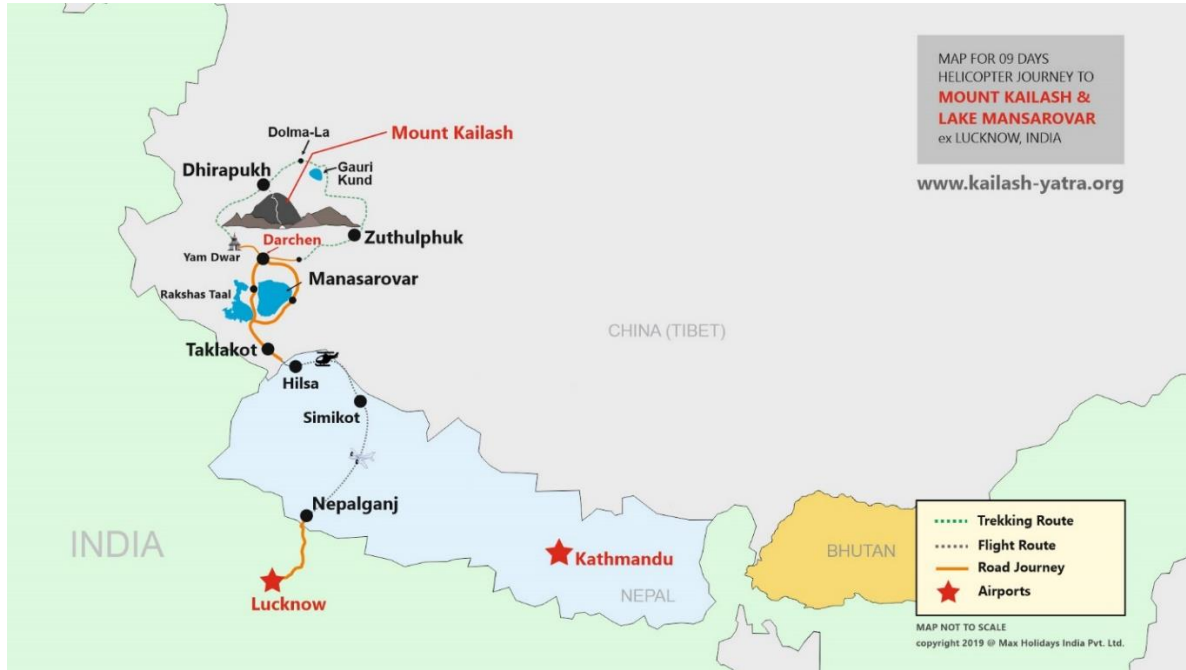 MAP FOR 09 DAYS
HELICOPTER JOURNEY TO
MOUNT KAILASH &
LAKE MANSAROVAR
ex LUCKNOW, INDIA
www.kailash-yatra.org
Dolma-La
Mount Kailash
Dhirapukh
Gauri
Kund
Darchen
Zuthulphuk
Yam Dwar
Manasarovar
Rakshas Taal
CHINA (TIBET)
Taklakot
Hilsa
Simikot
Nepalganj
INDIA
Kathmandu
BHUTAN
NEPAL
Lucknow
Trekking Route
Flight Route
Road Journey
Airports
MAP NOT TO SCALE
copyright 2019 @ Max Holidays India Pvt. Ltd.